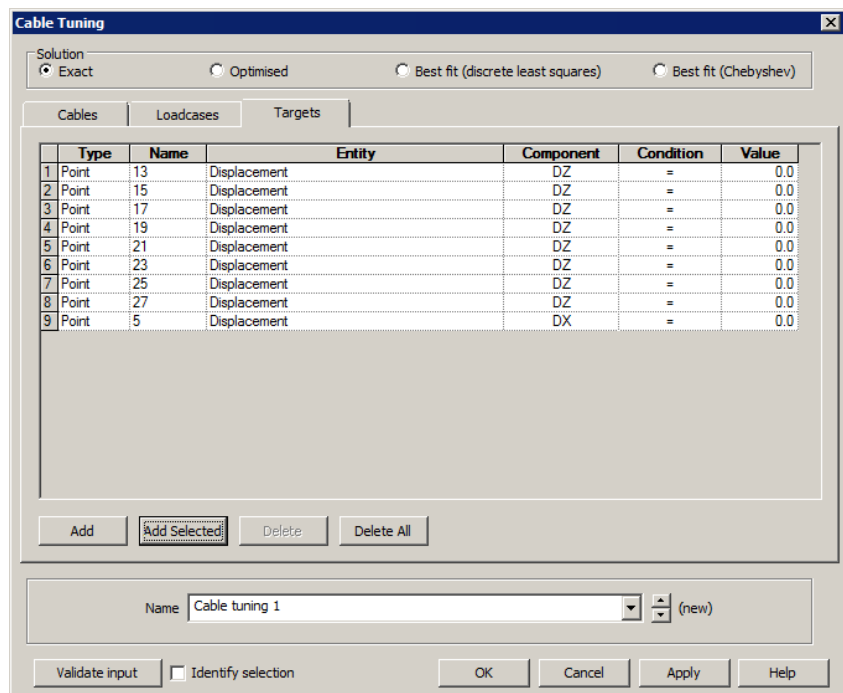 Cable Tuning
Solution
Exact Optimised Best fit (discrete least squares) Best fit (Chebyshev)
Cables Loadcases Targets
Type Name Entity Component Condition Value
1 Point 13 Displacement DZ = 0.0
2 Point 15 Displacement DZ = 0.0
3 Point 17 Displacement DZ = 0.0
4 Point 19 Displacement DZ = 0.0
5 Point 21 Displacement DZ = 0.0
6 Point 23 Displacement DZ = 0.0
7 Point 25 Displacement DZ = 0.0
8 Point 27 Displacement DZ = 0.0
9 Point 5 Displacement DX = 0.0
Add Add Selected Delete Delete All
Name Cable tuning 1 (new)
Validate input Identify selection OK Cancel Apply Help